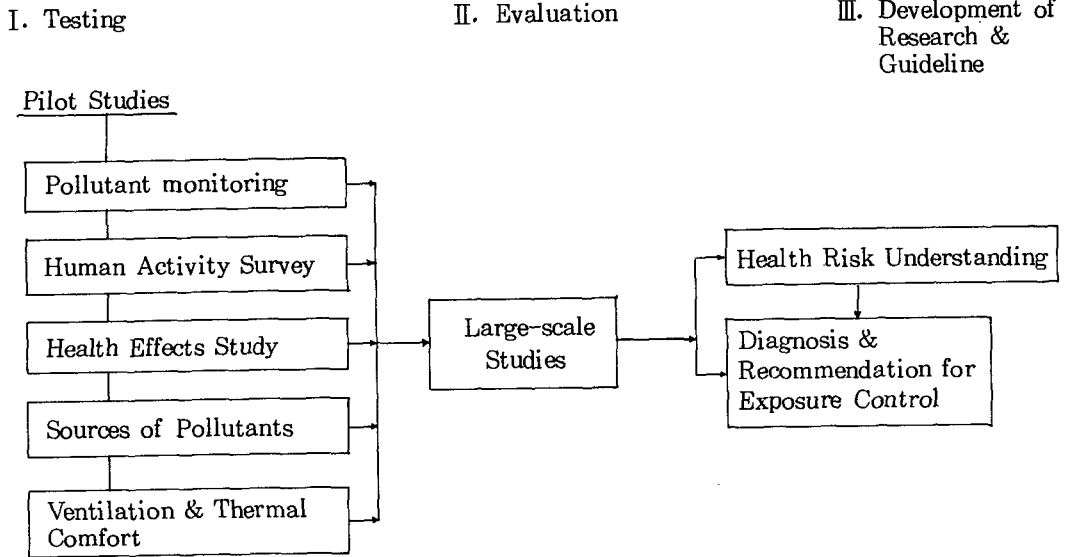 I. Testing
II. Evaluation
III. Development of
Research &
Guideline
Pilot Studies
Pollutant monitoring
Human Activity Survey
Health Effects Study
Sources of Pollutants
Ventilation & Thermal
Comfort
Large-scale
Studies
Health Risk Understanding
Diagnosis &
Recommendation for
Exposure Control